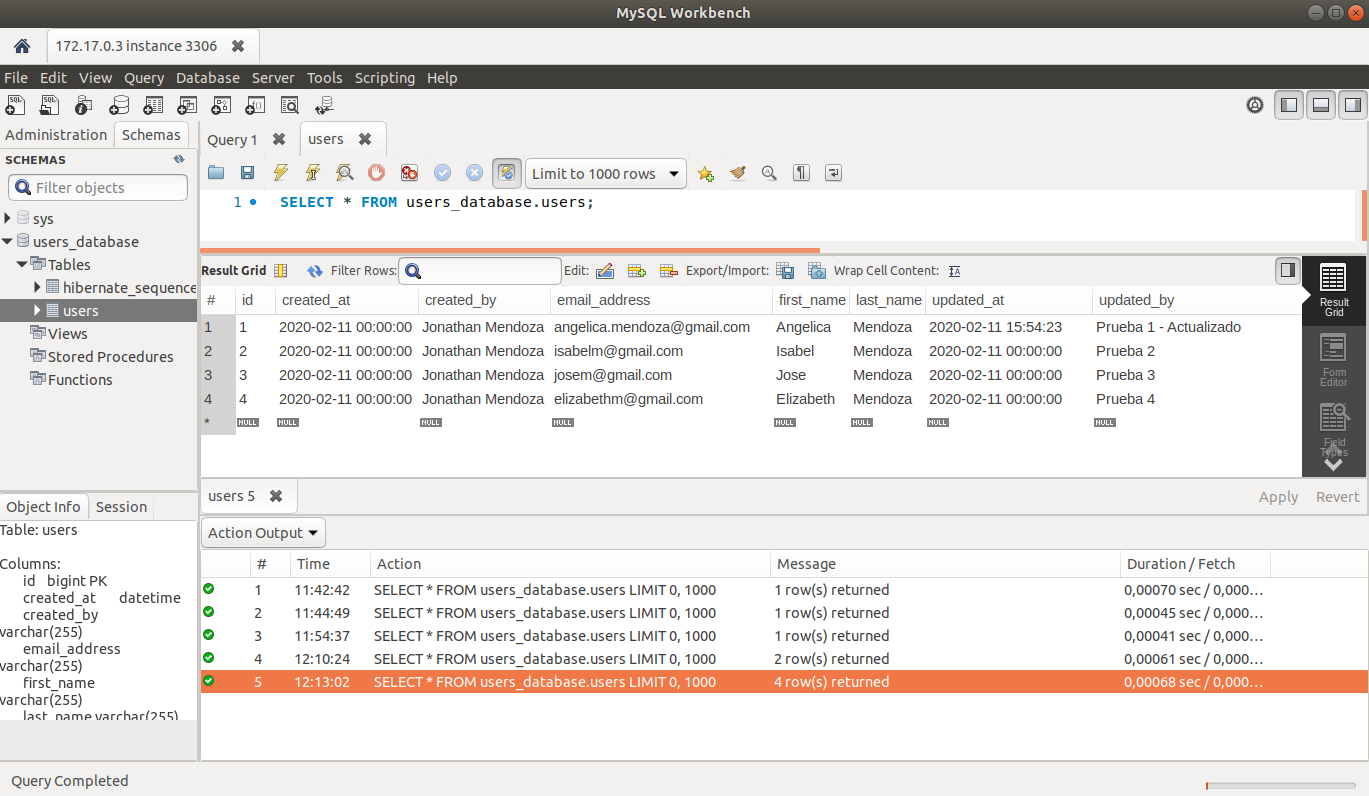 MySQL Workbench
172.17.0.3 instance 3306
File Edit View Query Database Server Tools Scripting Help
Administration Schemas
SCHEMAS
Filter objects
sys
users_database
Tables
hibernate_sequence
users
Views
Stored Procedures
Functions
Query 1 users
Limit to 1000 rows
1 SELECT * FROM users_database.users;
Result Grid Filter Rows: Edit: Export/Import: Wrap Cell Content:
# id created_at created_by email_address first_name last_name updated_at updated_by
1 1 2020-02-11 00:00:00 Jonathan Mendoza angelica.mendoza@gmail.com Angelica Mendoza 2020-02-11 15:54:23 Prueba 1 - Actualizado
2 2 2020-02-11 00:00:00 Jonathan Mendoza isabelm@gmail.com Isabel Mendoza 2020-02-11 00:00:00 Prueba 2
3 3 2020-02-11 00:00:00 Jonathan Mendoza josem@gmail.com Jose Mendoza 2020-02-11 00:00:00 Prueba 3
4 4 2020-02-11 00:00:00 Jonathan Mendoza elizabethm@gmail.com Elizabeth Mendoza 2020-02-11 00:00:00 Prueba 4
* NULL NULL NULL NULL NULL NULL NULL NULL
Result
Grid
Form
Editor
Field
Types
users 5 Apply Revert
Object Info Session
Table: users
Columns:
id bigint PK
created_at datetime
created_by
varchar(255)
email_address
varchar(255)
first_name
varchar(255)
last_name varchar(255)
Action Output
# Time Action Message Duration / Fetch
1 11:42:42 SELECT * FROM users_database.users LIMIT 0, 1000 1 row(s) returned 0,00070 sec / 0,000...
2 11:44:49 SELECT * FROM users_database.users LIMIT 0, 1000 1 row(s) returned 0,00045 sec / 0,000...
3 11:54:37 SELECT * FROM users_database.users LIMIT 0, 1000 1 row(s) returned 0,00041 sec / 0,000...
4 12:10:24 SELECT * FROM users_database.users LIMIT 0, 1000 2 row(s) returned 0,00061 sec / 0,000...
5 12:13:02 SELECT * FROM users_database.users LIMIT 0, 1000 4 row(s) returned 0,00068 sec / 0,000...
Query Completed